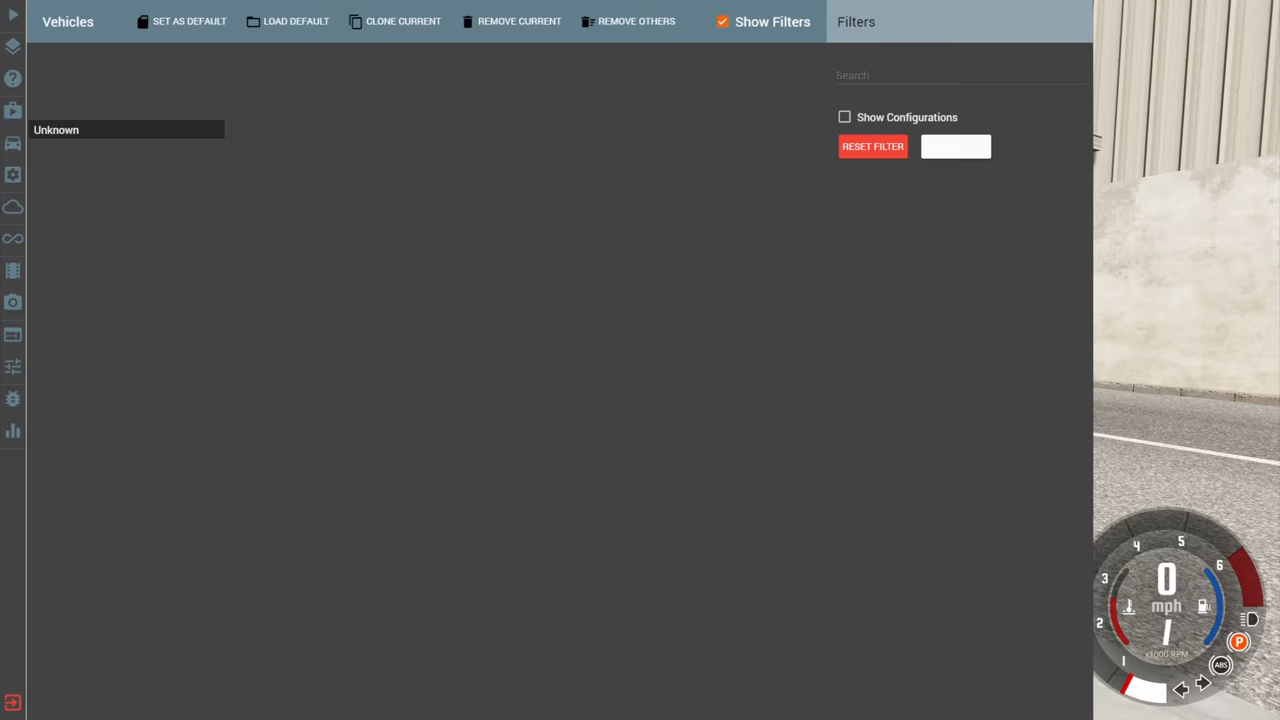 Vehicles
SET AS DEFAULT
LOAD DEFAULT
CLONE CURRENT
REMOVE CURRENT
REMOVE OTHERS
Show Filters
Filters
Search
Unknown
Show Configurations
RESET FILTER
5
4
6
3
0
mph
2
1
x1000 RPM
1
P
ABS